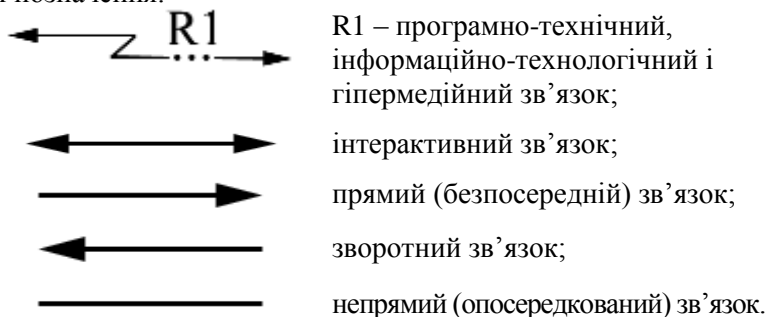 позначення:
R1
R1 – програмно-технічний,
інформаційно-технологічний і
гіпермедійний зв’язок;
інтерактивний зв’язок;
прямий (безпосередній) зв’язок;
зворотний зв’язок;
непрямий (опосередкований) зв’язок.